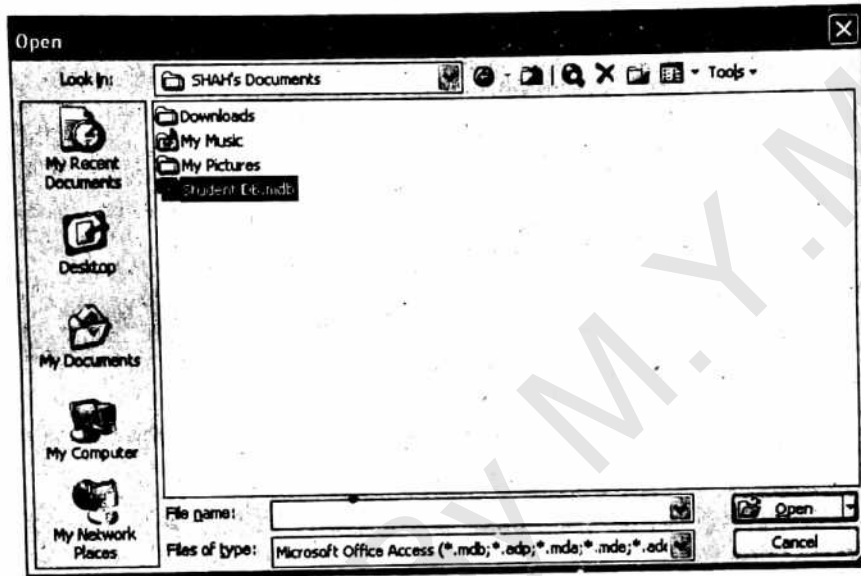 Open
Look in:
SHAH's Documents
Tools
Downloads
My Music
My Pictures
Student DB.mdb
My Recent
Documents
Desktop
My Documents
My Computer
My Network
Places
File name:
Open
Files of type:
Microsoft Office Access (*.mdb;*.adp;*.mda;*.mde;*.ade
Cancel
By M. Y. M